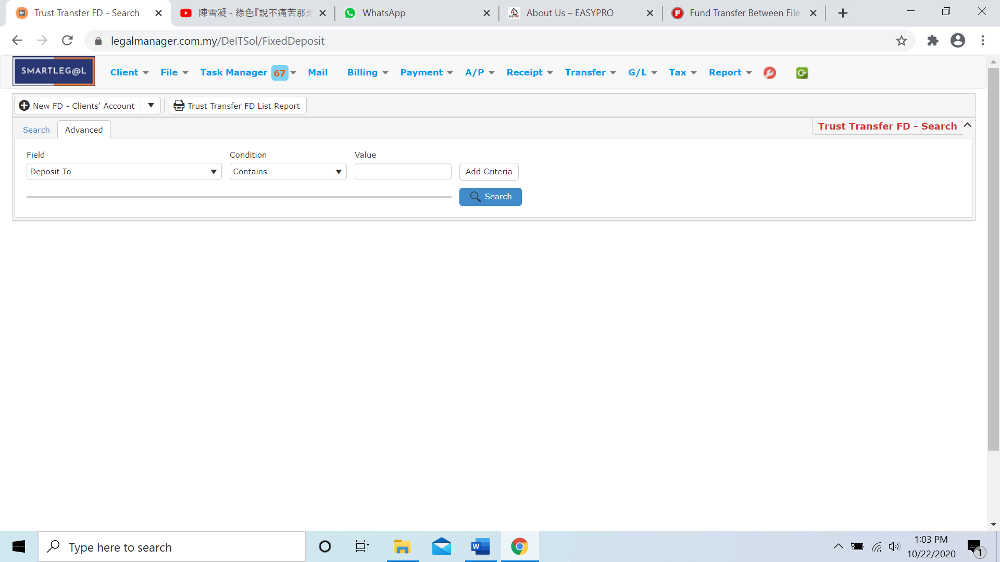 Trust Transfer FD - Search
陳雪凝 - 綠色『說不痛苦那是
WhatsApp
About Us – EASYPRO
Fund Transfer Between File
legalmanager.com.my/DelTSol/FixedDeposit
SMARTLEG@L
Client
File
Task Manager 67
Mail
Billing
Payment
A/P
Receipt
Transfer
G/L
Tax
Report
New FD - Clients' Account
Trust Transfer FD List Report
Search
Advanced
Trust Transfer FD - Search
Field
Condition
Value
Deposit To
Contains
Add Criteria
Search
Type here to search
1:03 PM
10/22/2020
1